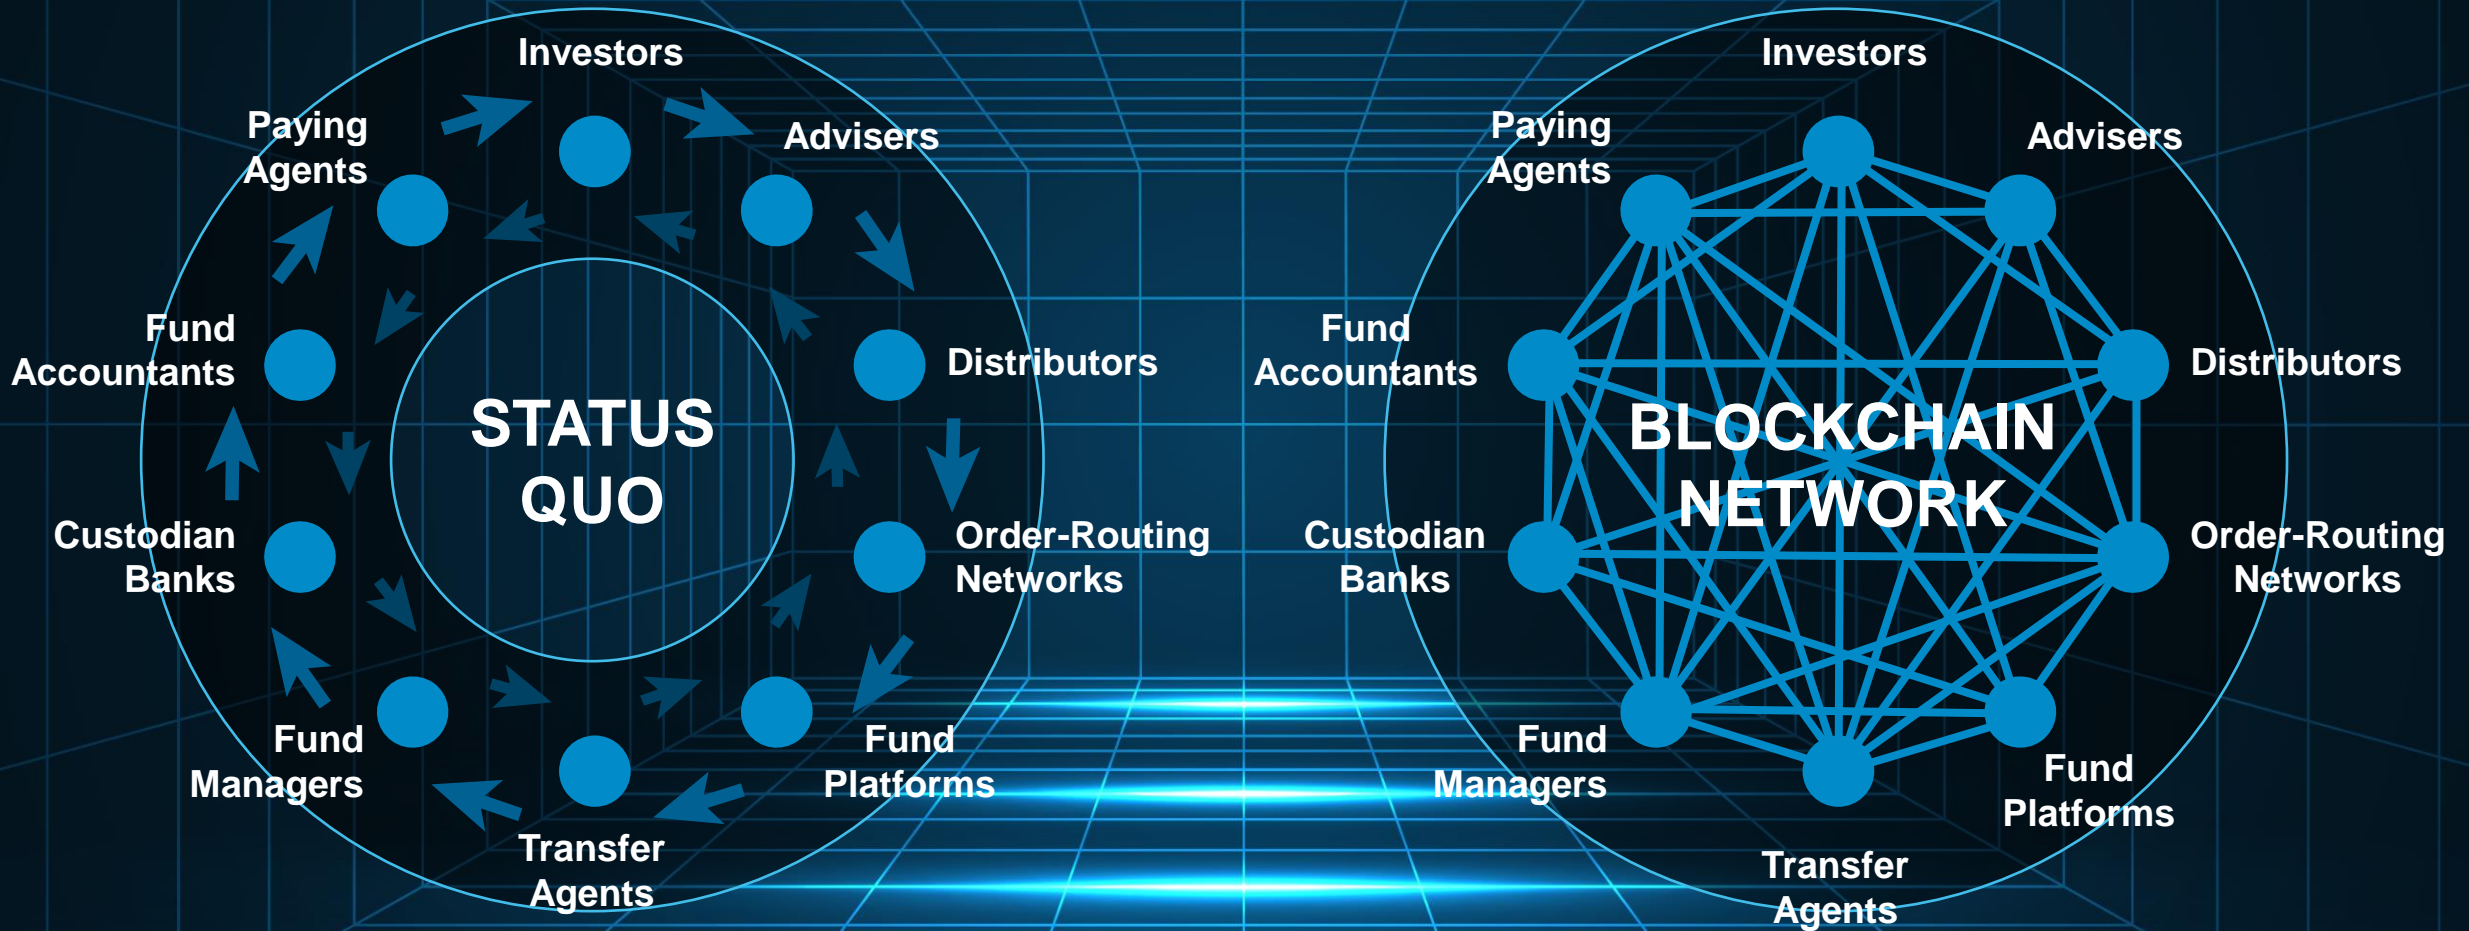 Investors
Paying
Agents
Advisers
Fund
Accountants
Distributors
STATUS
QUO
Custodian
Banks
Order-Routing
Networks
Fund
Managers
Fund
Platforms
Transfer
Agents
Investors
Paying
Agents
Advisers
Fund
Accountants
Distributors
BLOCKCHAIN
NETWORK
Custodian
Banks
Order-Routing
Networks
Fund
Managers
Fund
Platforms
Transfer
Agents